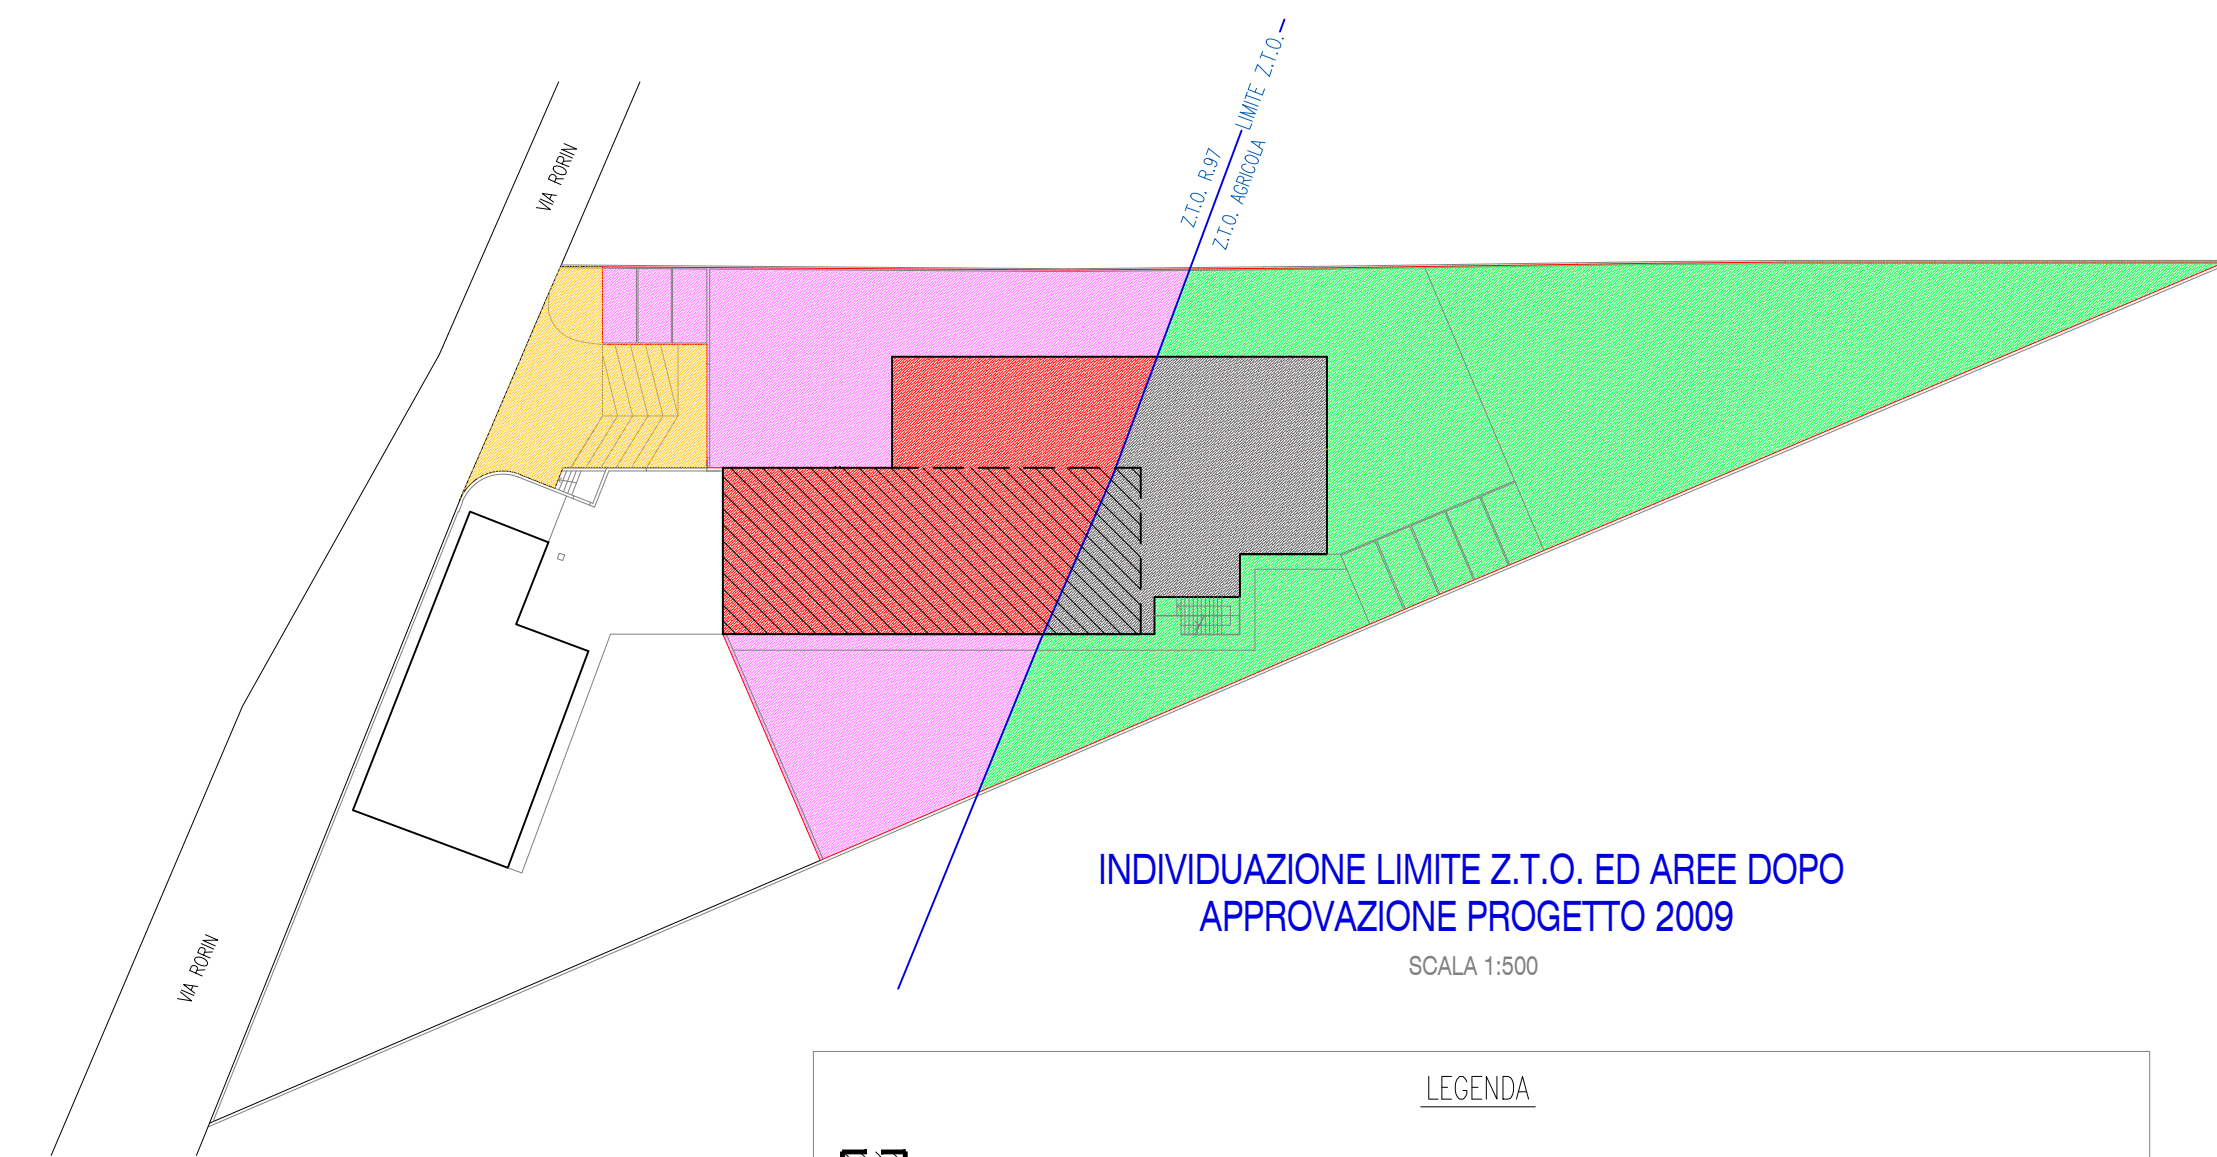 LIMITE Z.T.O.
Z.T.O. R.97
Z.T.O. AGRICOLA
VIA RORIN
VIA RORIN
INDIVIDUAZIONE LIMITE Z.T.O. ED AREE DOPO
APPROVAZIONE PROGETTO 2009
SCALA 1:500
LEGENDA